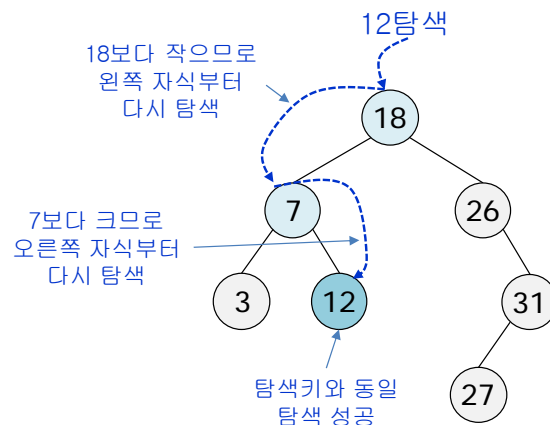 12탐색
18보다 작으므로
왼쪽 자식부터
다시 탐색
18
7보다 크므로
오른쪽 자식부터
다시 탐색
7
26
3
12
31
27
탐색키와 동일
탐색 성공